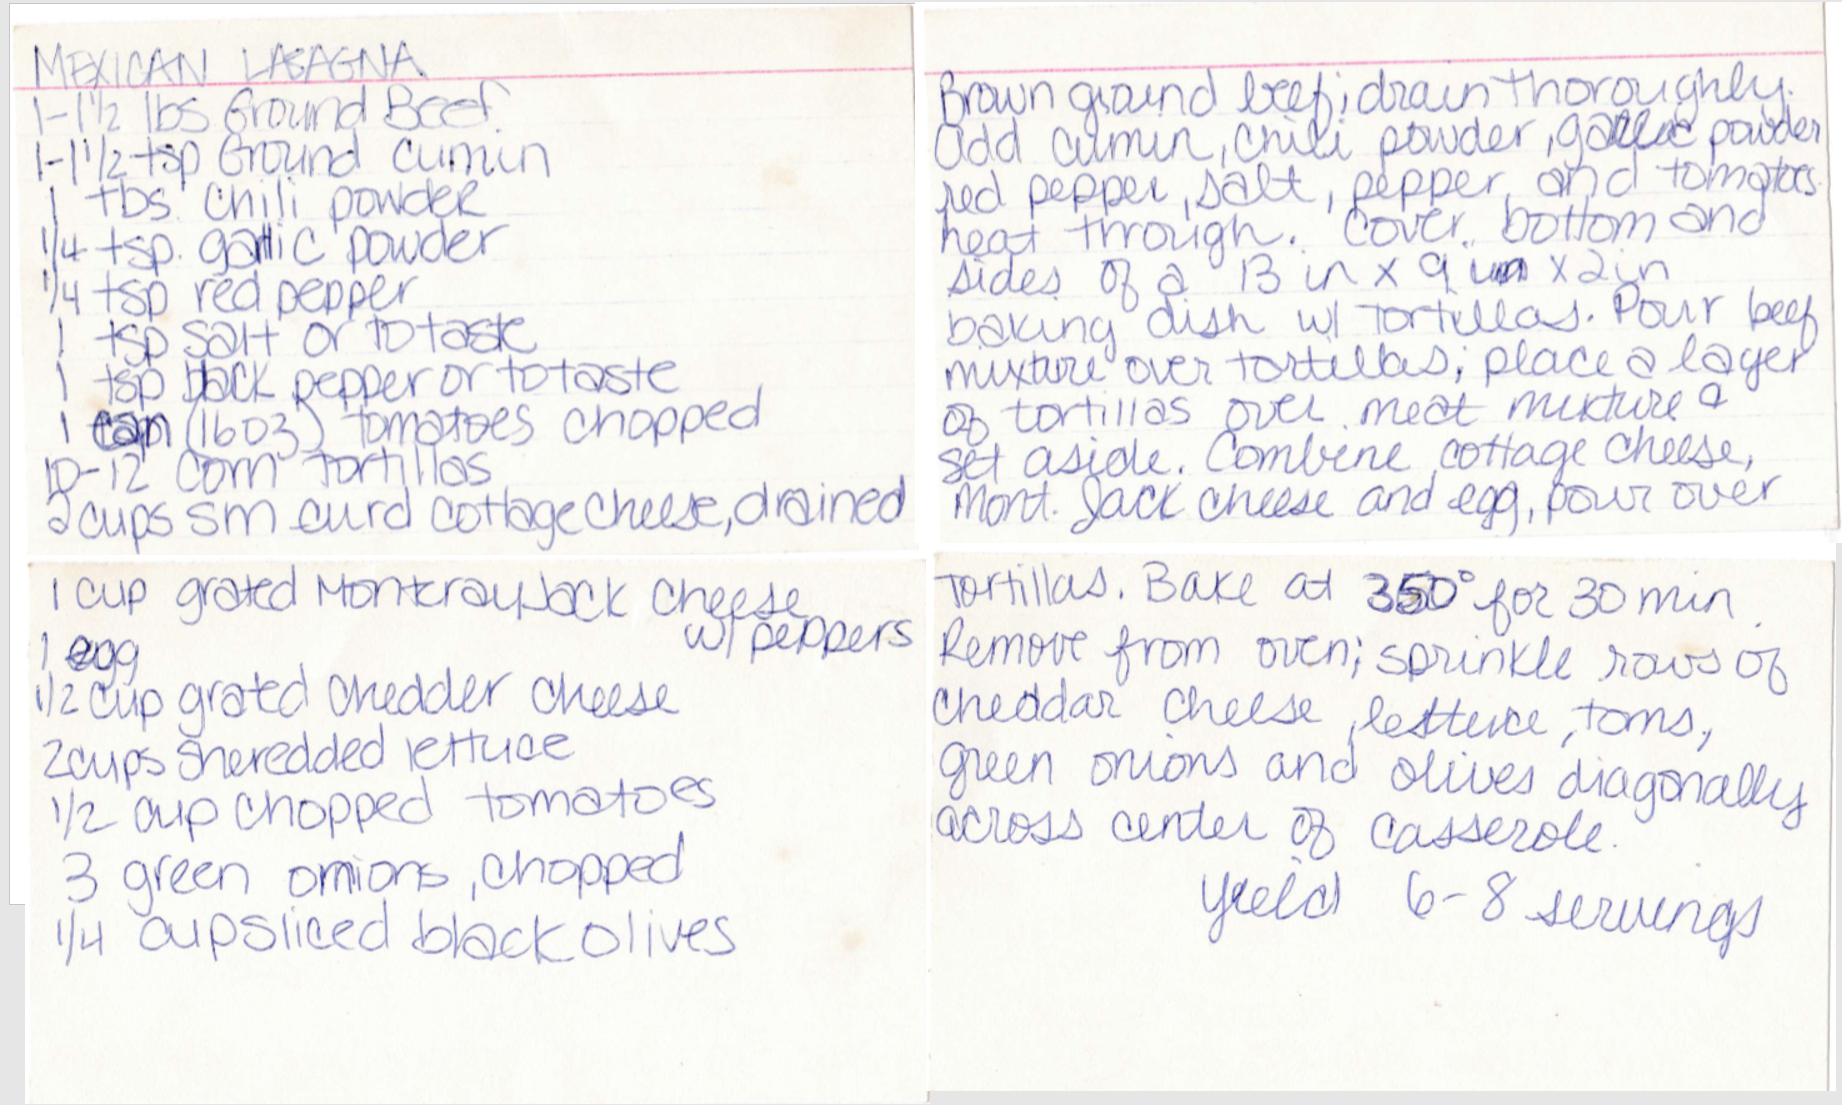 MEXICAN LASAGNA
1-1 1/2 lbs Ground Beef
1-1 1/2 tsp Ground cumin
1 tbs. chili powder
1/4 tsp. garlic powder
1/4 tsp red pepper
1 tsp salt or to taste
1 tsp black pepper or to taste
1 can (16oz) tomatoes chopped
10-12 corn tortillas
2 cups sm curd cottage cheese, drained
1 cup grated Monteray Jack cheese
w/ peppers
1 egg
1/2 cup grated chedder cheese
2 cups sheredded lettuce
1/2 cup chopped tomatoes
3 green onions, chopped
1/4 cup sliced black olives
Brown ground beef; drain thoroughly.
Add cumin, chili powder, garlic powder
red pepper, salt, pepper, and tomatoes.
heat through. Cover bottom and
sides of a 13 in x 9 in x 2 in
baking dish w/ tortillas. Pour beef
mixture over tortillas; place a layer
of tortillas over meat mixture &
set aside. Combine cottage cheese,
Mont. Jack cheese and egg, pour over
tortillas. Bake at 350° for 30 min.
Remove from oven; sprinkle rows of
cheddar cheese, lettuce, toms,
green onions and olives diagonally
across center of casserole.
yield 6-8 servings